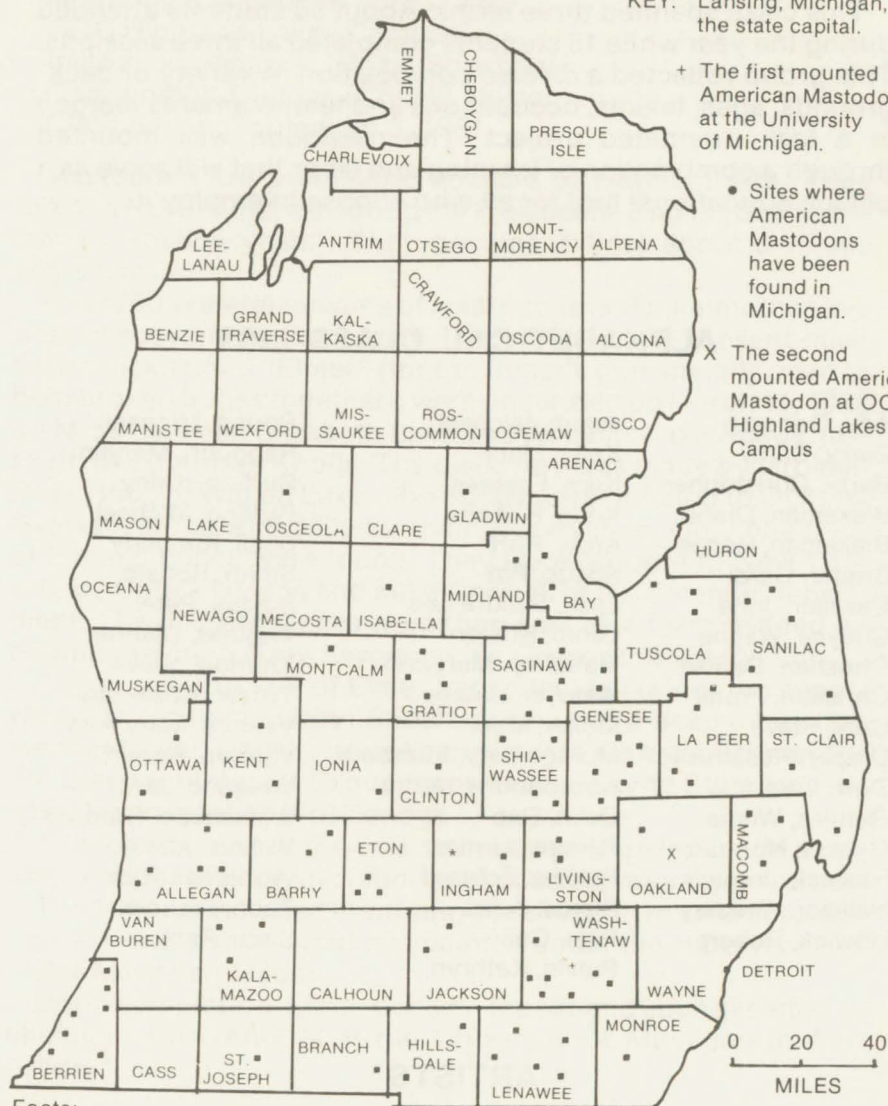 KEY: Lansing, Michigan,
the state capital.
+ The first mounted
American
at the University
of Michigan.
• Sites where
American
Mastodons
have been
found in
Michigan.
X The second
mounted
Mastodon at
Highland Lakes
Campus
EMMET
CHEBOYGAN
PRESQUE
ISLE
CHARLEVOIX
LEE-
LANAU
ANTRIM
OTSEGO
MONT-
MORENCY
ALPENA
BENZIE
GRAND
TRAVERSE
KAL-
KASKA
CRAWFORD
OSCODA
ALCONA
MANISTEE
WEXFORD
MIS-
SAUKEE
ROS-
COMMON
OGEMAW
IOSCO
ARENAC
MASON
LAKE
OSCEOLA
CLARE
GLADWIN
HURON
OCEANA
NEWAGO
MECOSTA
ISABELLA
MIDLAND
BAY
TUSCOLA
SANILAC
MUSKEGAN
MONTCALM
GRATIOT
SAGINAW
GENESEE
LA PEER
ST. CLAIR
OTTAWA
KENT
IONIA
CLINTON
SHIA-
WASSEE
ALLEGAN
BARRY
ETON
INGHAM
LIVING-
STON
X
OAKLAND
MACOMB
VAN
BUREN
KALA-
MAZOO
CALHOUN
JACKSON
WASH-
TENAW
WAYNE
DETROIT
BERRIEN
CASS
ST.
JOSEPH
BRANCH
HILLS-
DALE
LENAWEE
MONROE
0 20 40
MILES